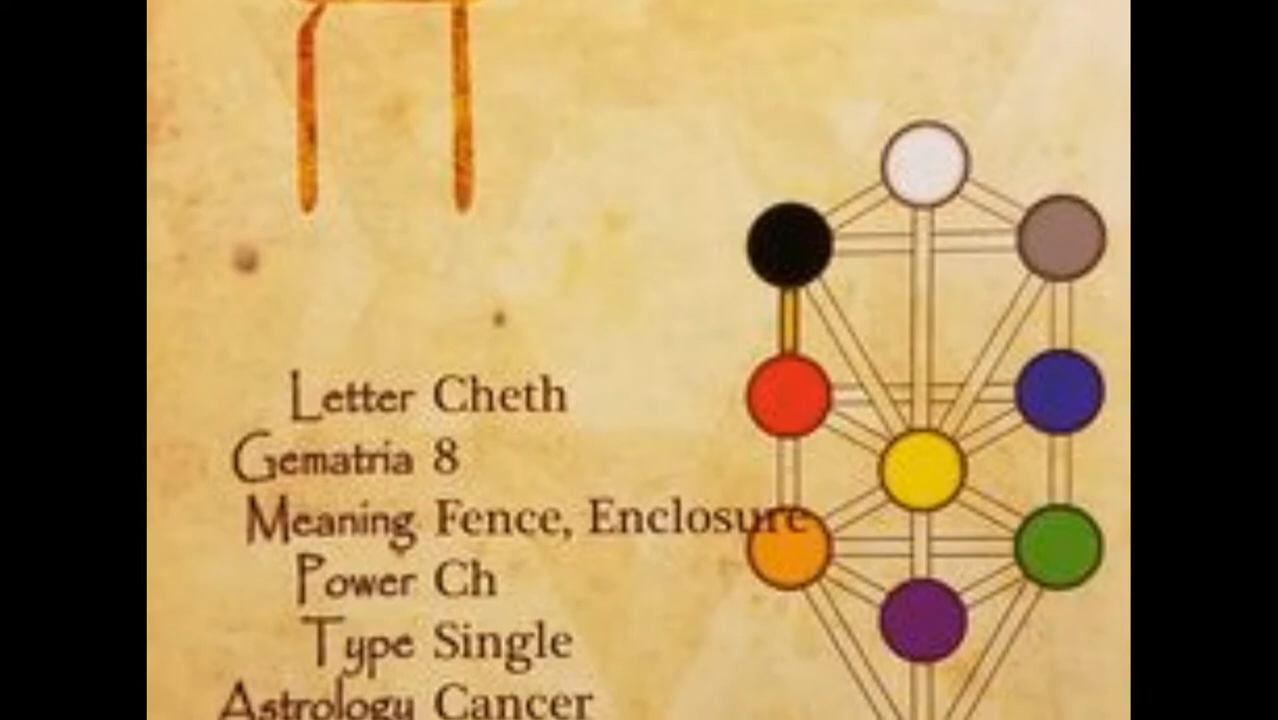 ח
Letter Cheth
Gematria 8
Meaning Fence, Enclosure
Power Ch
Type Single
Astrology Cancer